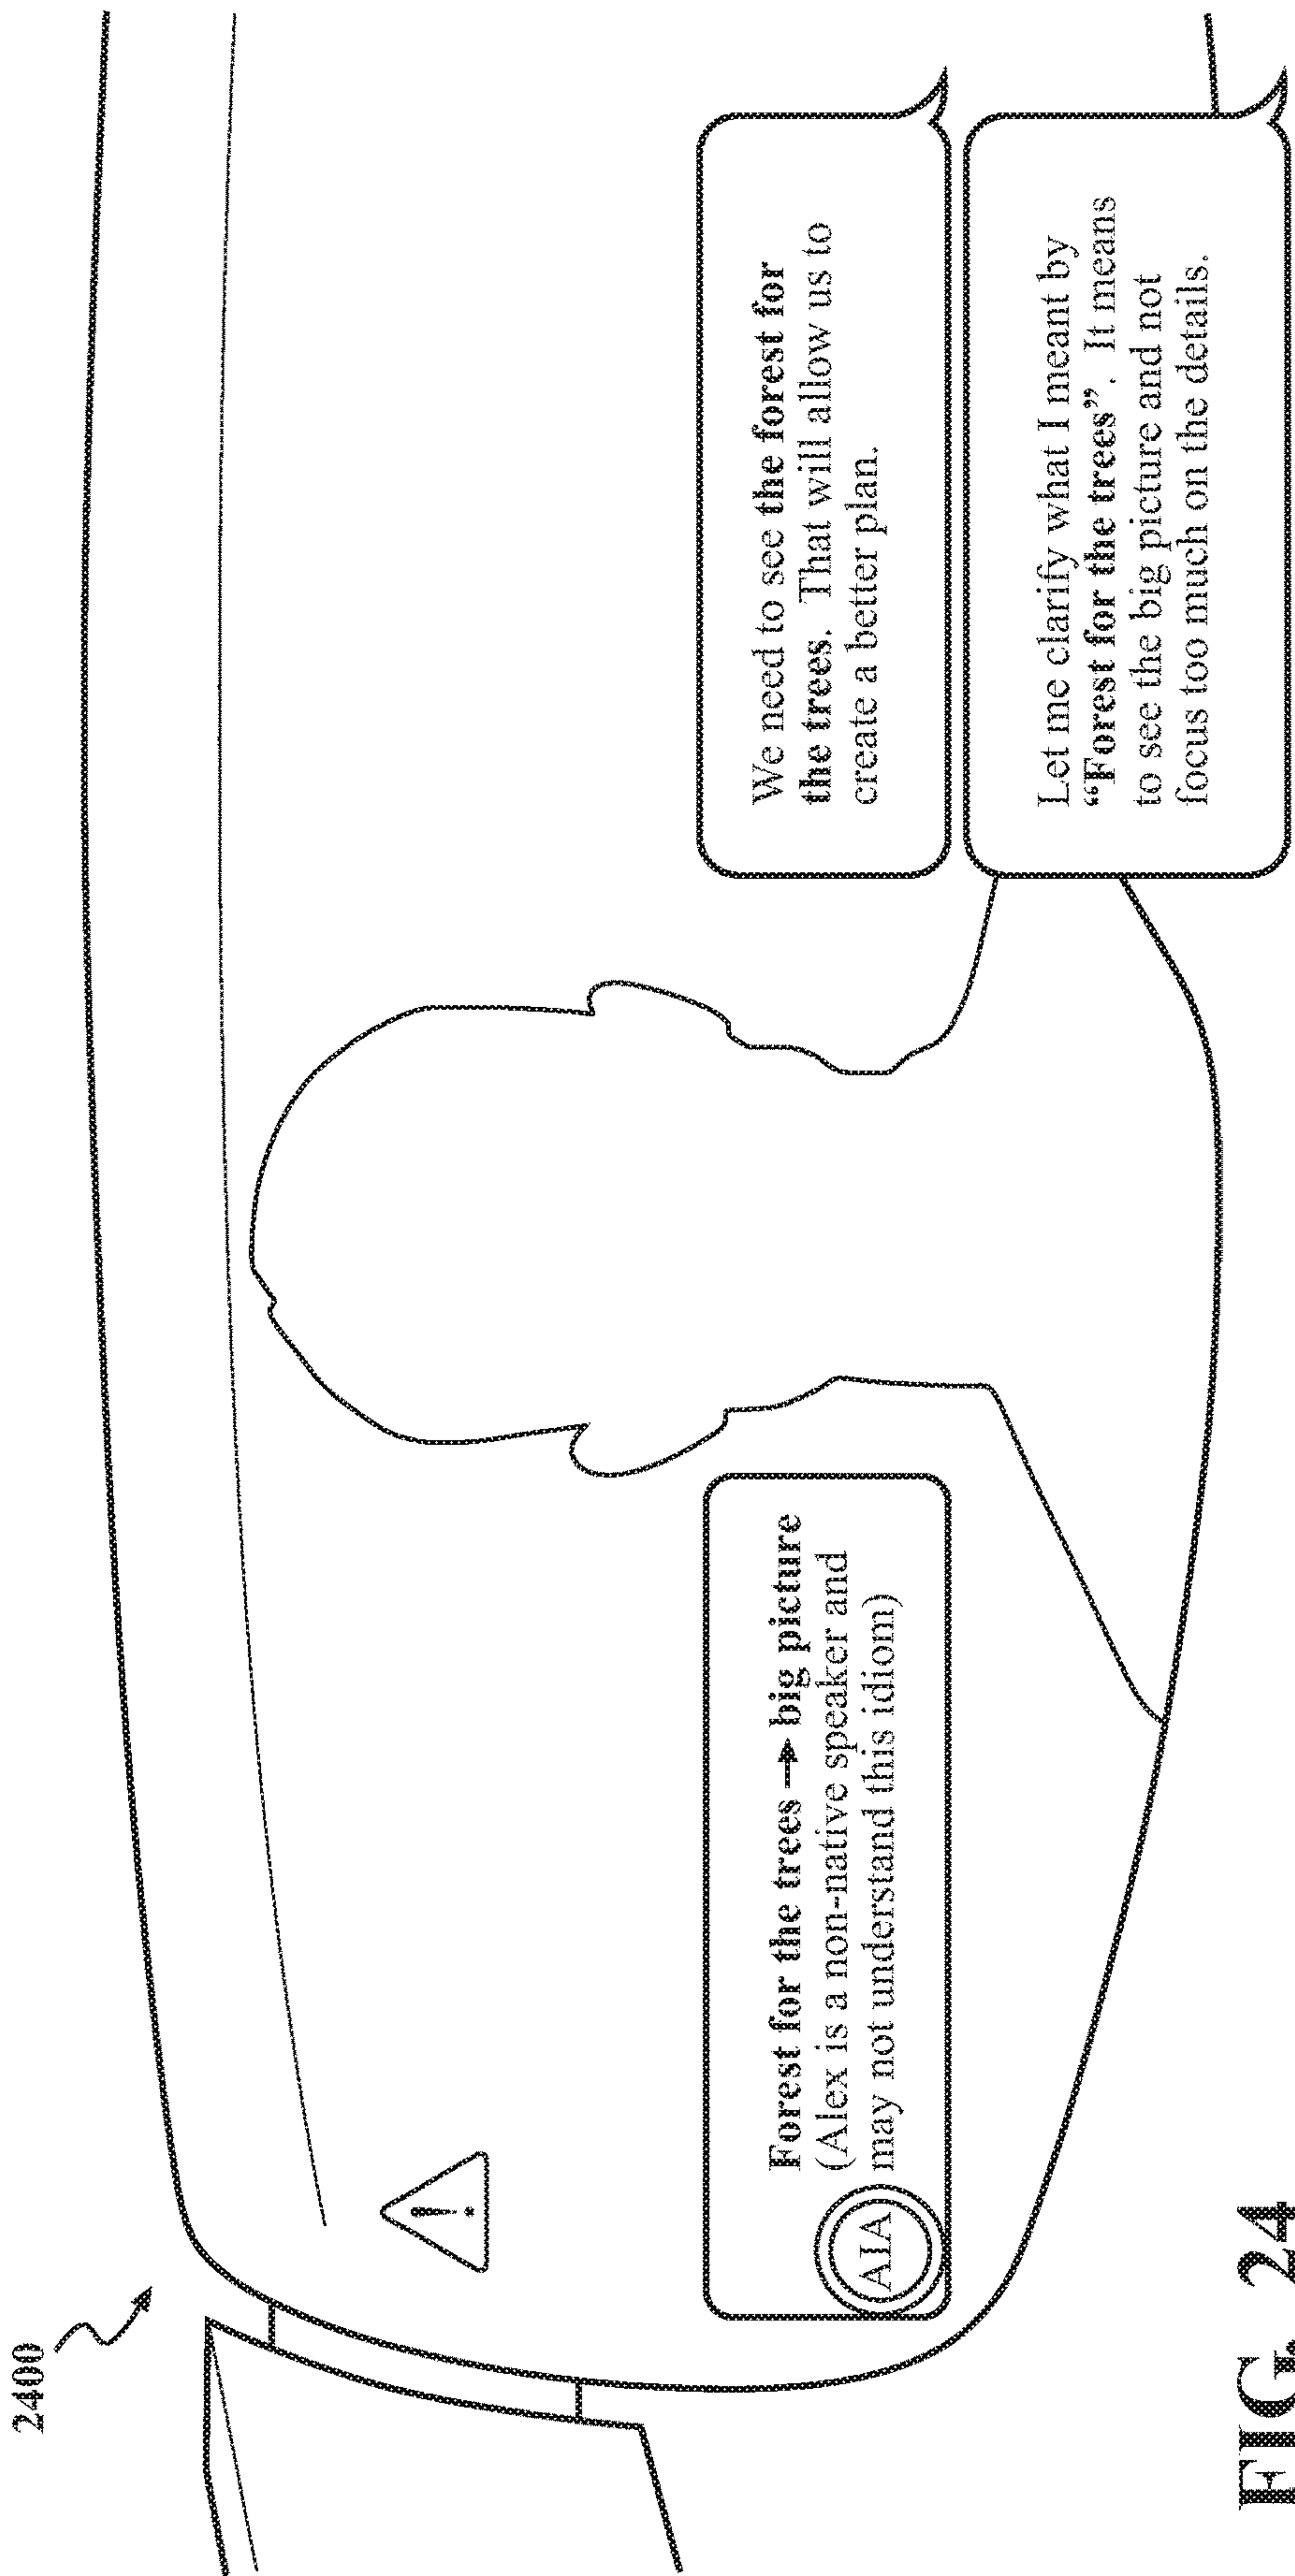 2400
Forest for the trees → big picture
(Alex is a non-native speaker and
may not understand this idiom)
AIA
We need to see the forest for
the trees. That will allow us to
create a better plan.
Let me clarify what I meant by
“Forest for the trees”. It means
to see the big picture and not
focus too much on the details.
!
FIG. 24